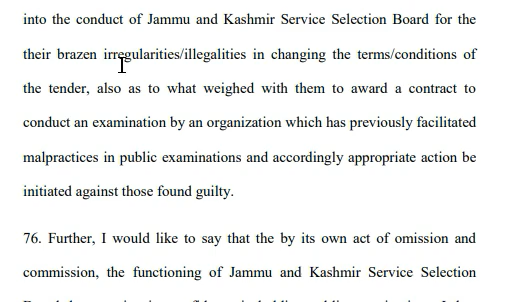 into the conduct of Jammu and Kashmir Service Selection Board for the
their brazen irregularities/illegalities in changing the terms/conditions of
the tender, also as to what weighed with them to award a contract to
conduct an examination by an organization which has previously facilitated
malpractices in public examinations and accordingly appropriate action be
initiated against those found guilty.
76. Further, I would like to say that the by its own act of omission and
commission, the functioning of Jammu and Kashmir Service Selection